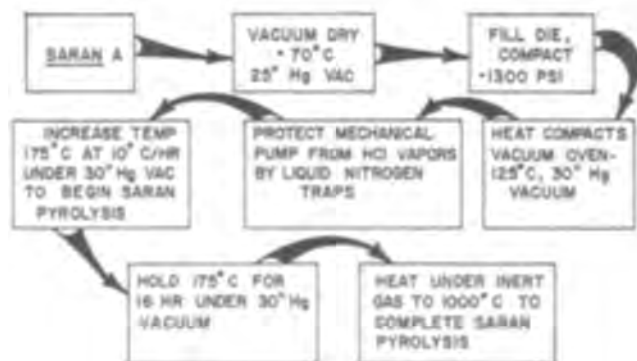 SARAN A
VACUUM DRY
~ 70°C
25" Hg VAC
FILL DIE,
COMPACT
~1300 PSI
HEAT COMPACTS
VACUUM OVEN-
125°C, 30" Hg
VACUUM
PROTECT MECHANICAL
PUMP FROM HCl VAPORS
BY LIQUID NITROGEN
TRAPS
INCREASE TEMP
175°C AT 10°C/HR
UNDER 30" Hg VAC
TO BEGIN SARAN
PYROLYSIS
HOLD 175°C FOR
16 HR UNDER 30" Hg
VACUUM
HEAT UNDER INERT
GAS TO 1000°C TO
COMPLETE SARAN
PYROLYSIS